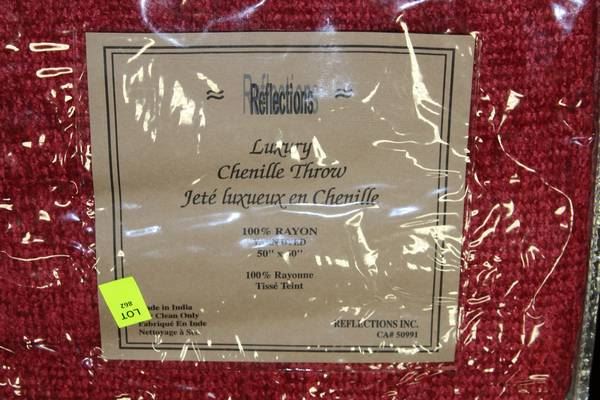 ≈ Reflections ≈
Luxury
Chenille Throw
Jeté luxueux en Chenille
100% RAYON
50" x
100% Rayonne
Tissé Teint
LOT
862
in India
Clean Only
Fabriqué En Inde
Nettoyage à
REFLECTIONS INC.
CA# 50991